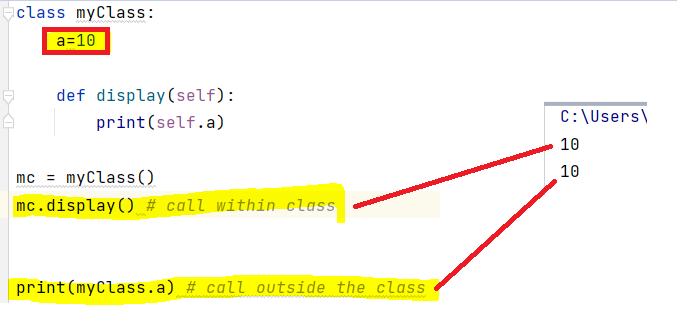 class myClass:
    a=10
    def display(self):
        print(self.a)
mc = myClass()
mc.display() # call within class
print(myClass.a) # call outside the class
C:\Users\
10
10